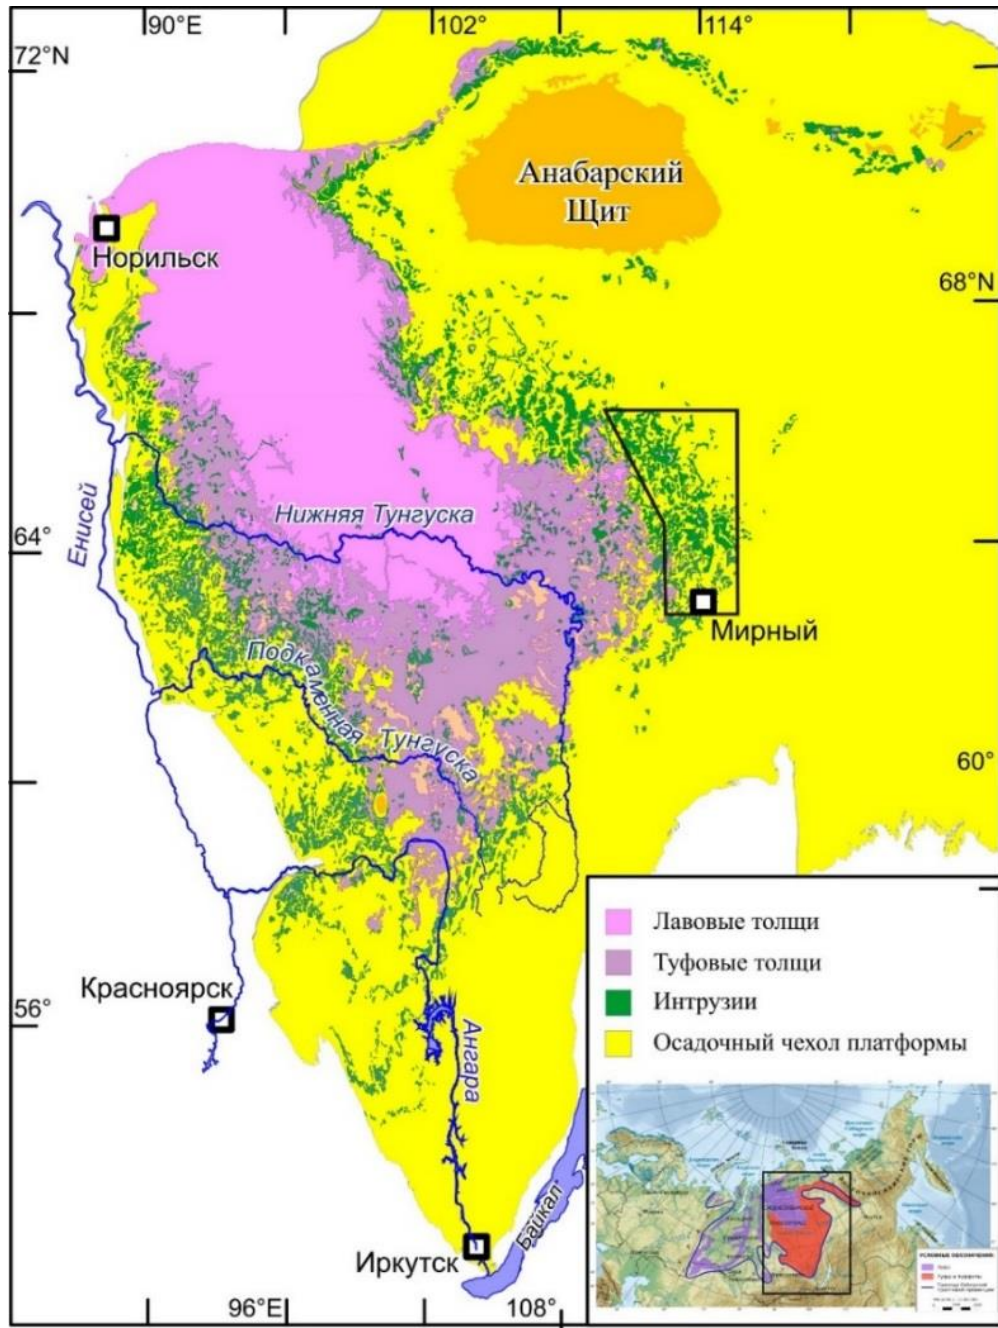 90°E
102
114°
72°N
Анабарский
Щит
Норильск
68°N
Енисей
Нижняя Тунгуска
64°
Мирный
Подкаменная Тунгуска
60°
Лавовые толщи
Туфовые толщи
Интрузии
Осадочный чехол платформы
Красноярск
56°
Ангара
Байкал
Иркутск
96°E
108°